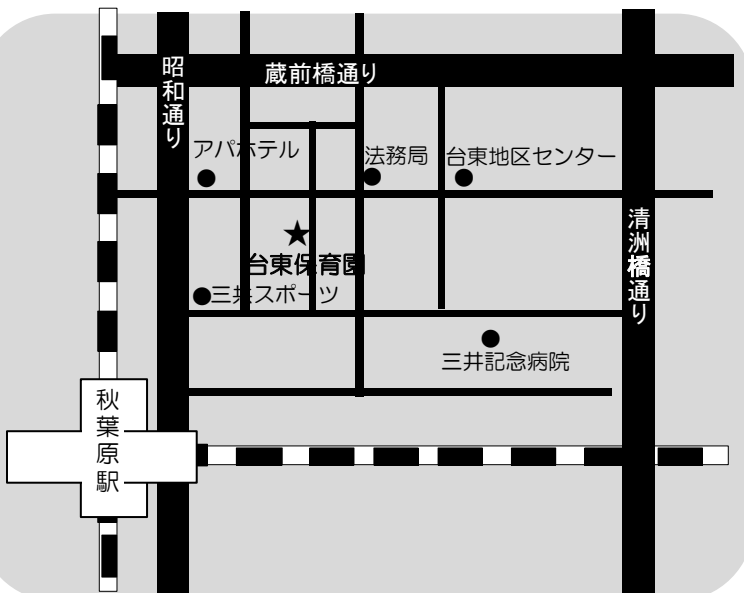 昭和通り
蔵前橋通り
アパホテル
法務局
台東地区センター
清洲橋通り
台東保育園
三共スポーツ
三井記念病院
秋葉原駅